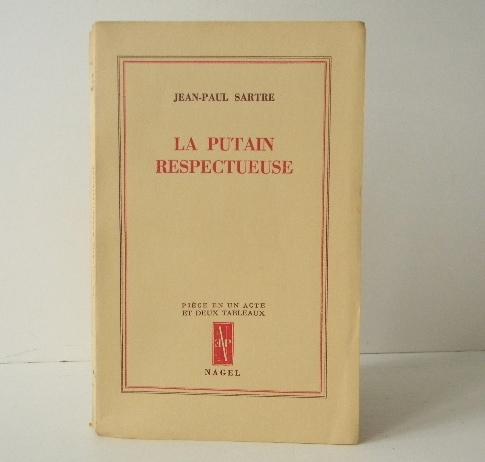 JEAN-PAUL SARTRE
LA PUTAIN
RESPECTUEUSE
PIÈCE EN UN ACTE
ET DEUX TABLEAUX
NAGEL